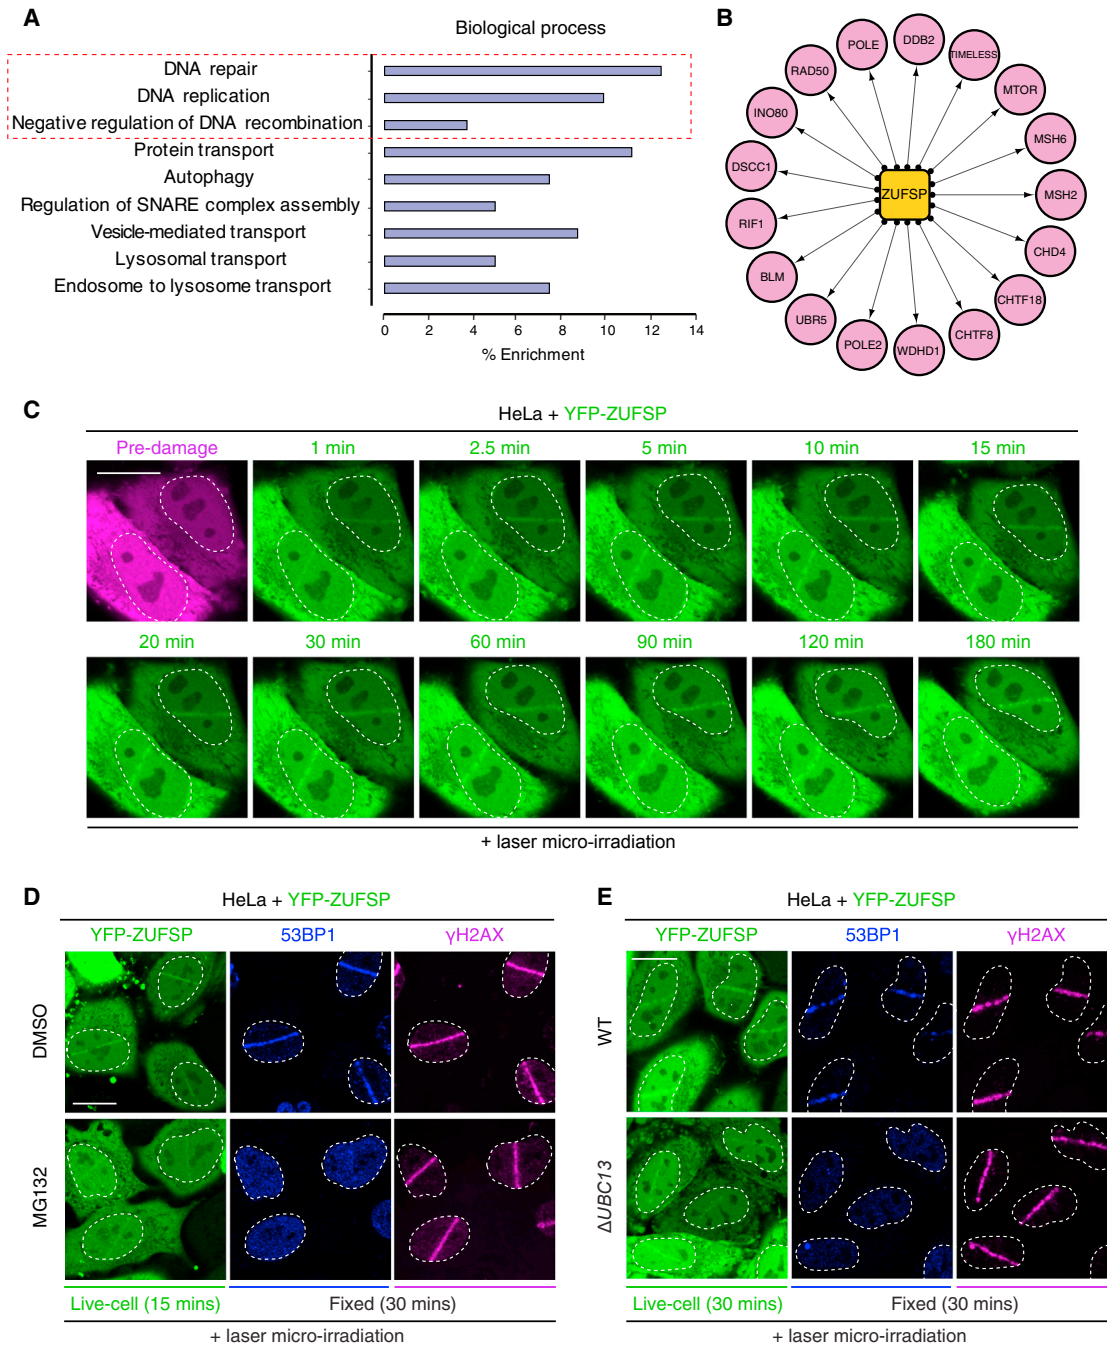 A
Biological process
DNA repair
DNA replication
Negative regulation of DNA recombination
Protein transport
Autophagy
Regulation of SNARE complex assembly
Vesicle-mediated transport
Lysosomal transport
Endosome to lysosome transport
0 2 4 6 8 10 12 14
% Enrichment
B
POLE
DDB2
TIMELESS
RAD50
MTOR
INO80
MSH6
DSCC1
ZUFSP
MSH2
RIF1
CHD4
BLM
CHTF18
UBR5
CHTF8
POLE2
WDHD1
C
HeLa + YFP-ZUFSP
Pre-damage 1 min 2.5 min 5 min 10 min 15 min
20 min 30 min 60 min 90 min 120 min 180 min
+ laser micro-irradiation
D
HeLa + YFP-ZUFSP
YFP-ZUFSP 53BP1 γH2AX
DMSO
MG132
Live-cell (15 mins) Fixed (30 mins)
+ laser micro-irradiation
E
HeLa + YFP-ZUFSP
YFP-ZUFSP 53BP1 γH2AX
WT
ΔUBC13
Live-cell (30 mins) Fixed (30 mins)
+ laser micro-irradiation